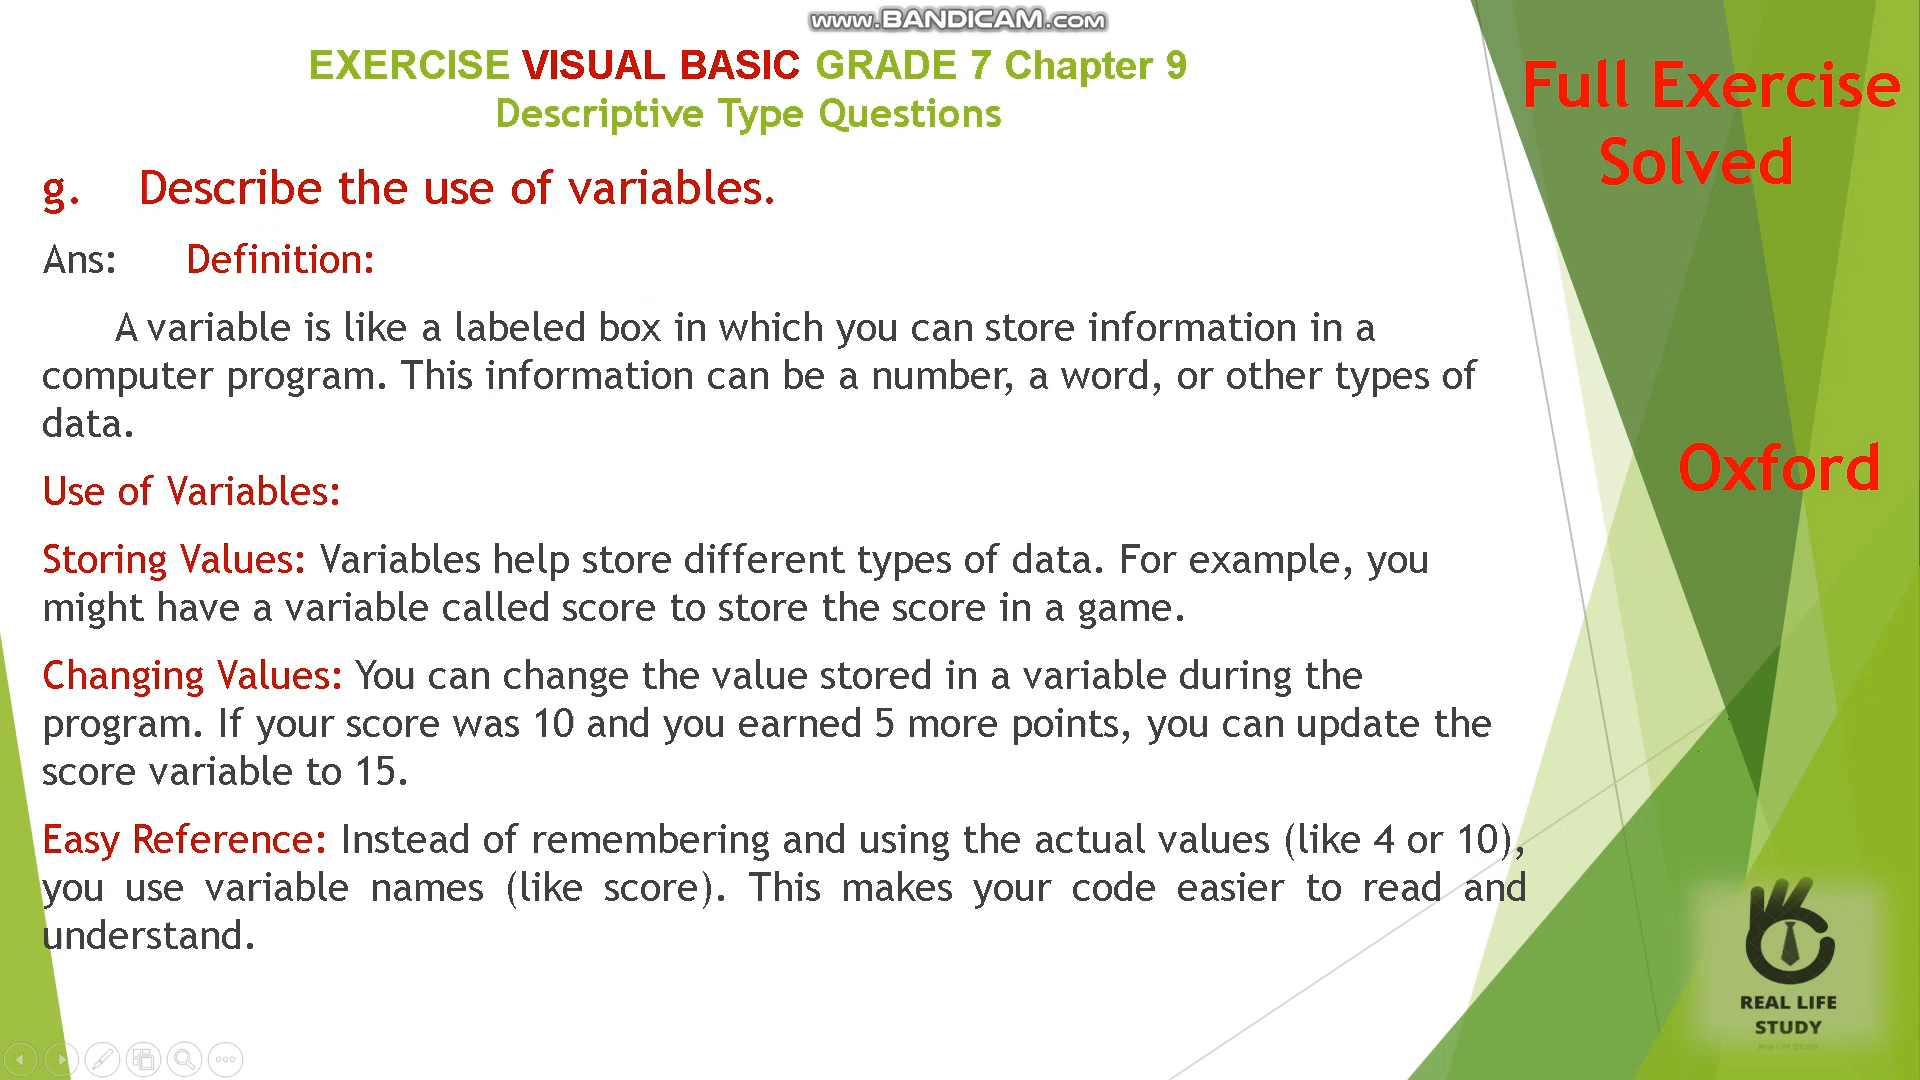 www.BANDICAM.com
EXERCISE VISUAL BASIC GRADE 7 Chapter 9
Descriptive Type Questions
Full Exercise
Solved
g. Describe the use of variables.
Ans: Definition:
A variable is like a labeled box in which you can store information in a
computer program. This information can be a number, a word, or other types of
data.
Oxford
Use of Variables:
Storing Values: Variables help store different types of data. For example, you
might have a variable called score to store the score in a game.
Changing Values: You can change the value stored in a variable during the
program. If your score was 10 and you earned 5 more points, you can update the
score variable to 15.
Easy Reference: Instead of remembering and using the actual values (like 4 or 10),
you use variable names (like score). This makes your code easier to read and
understand.
REAL LIFE
STUDY